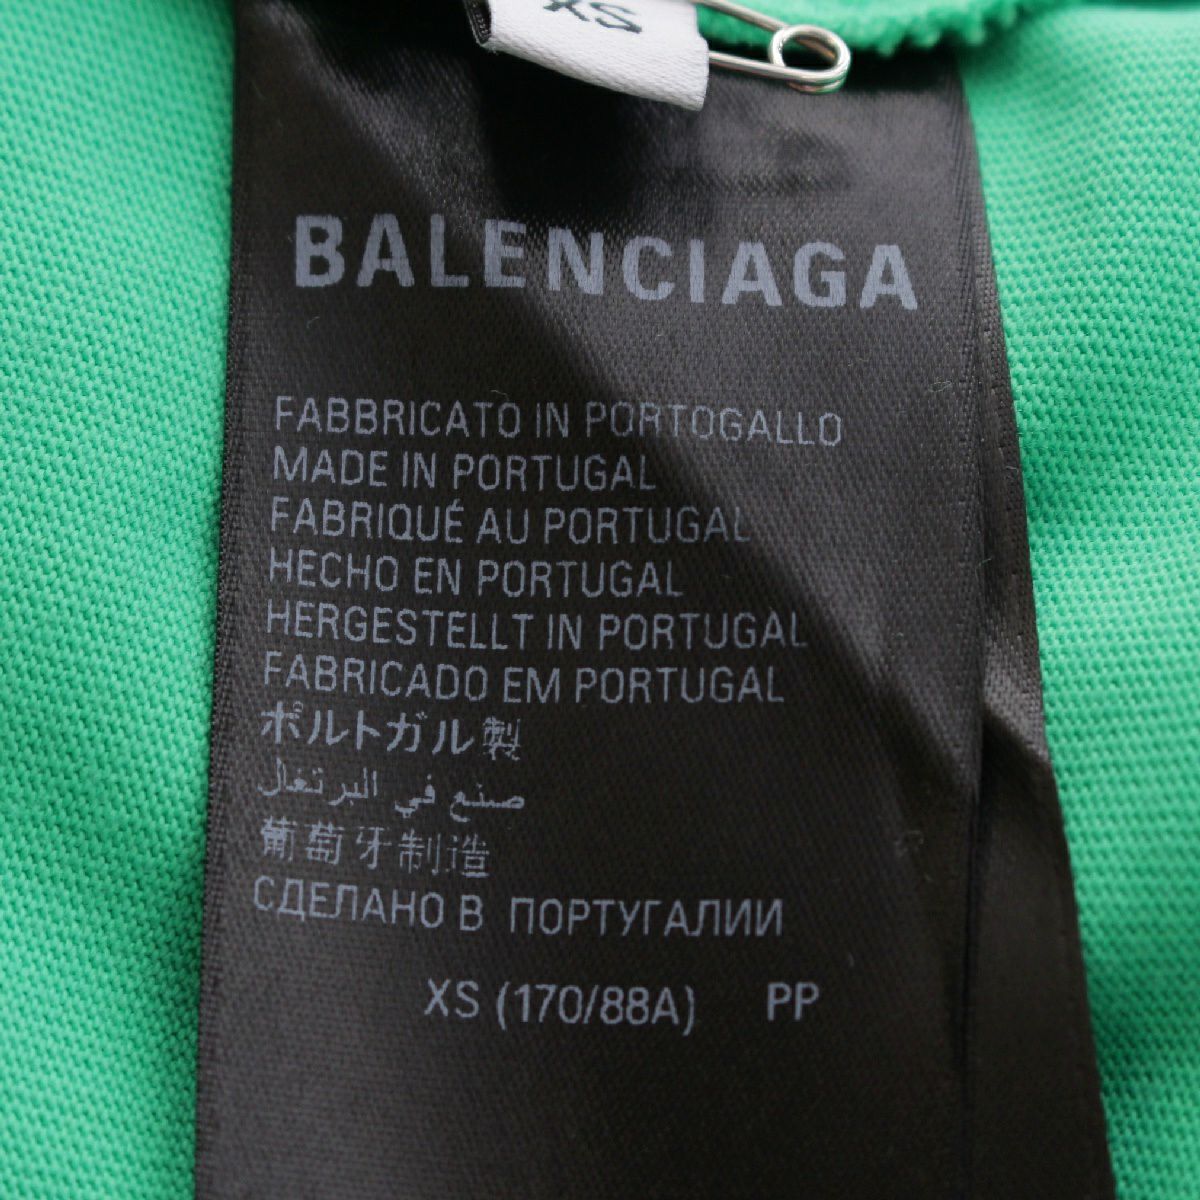 XS
BALENCIAGA
FABBRICATO IN PORTOGALLO
MADE IN PORTUGAL
FABRIQUÉ AU PORTUGAL
HECHO EN PORTUGAL
HERGESTELLT IN PORTUGAL
FABRICADO EM PORTUGAL
ポルトガル製
صنع في البرتغال
葡萄牙制造
СДЕЛАНО В ПОРТУГАЛИИ
XS (170/88A) PP